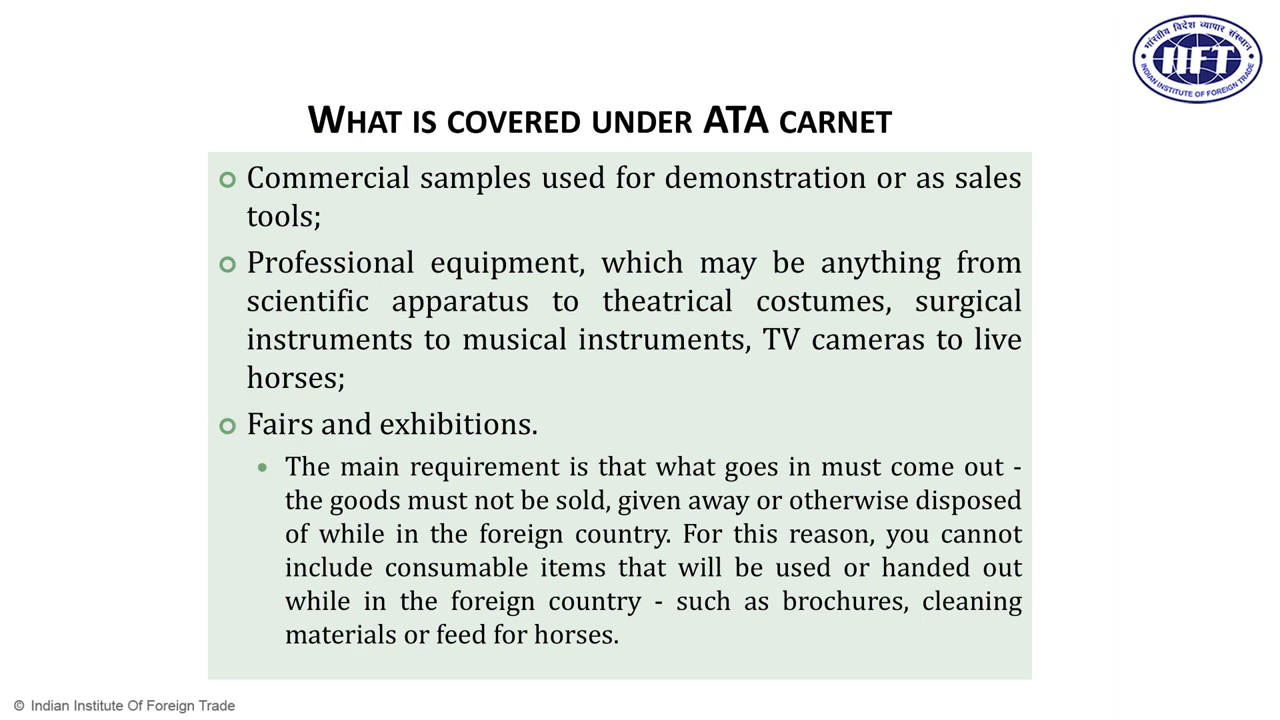 भारतीय विदेश व्यापार संस्थान
IIFT
INDIAN INSTITUTE OF FOREIGN TRADE
WHAT IS COVERED UNDER ATA CARNET
Commercial samples used for demonstration or as sales
tools;
Professional equipment, which may be anything from
scientific apparatus to theatrical costumes, surgical
instruments to musical instruments, TV cameras to live
horses;
Fairs and exhibitions.
The main requirement is that what goes in must come out -
the goods must not be sold, given away or otherwise disposed
of while in the foreign country. For this reason, you cannot
include consumable items that will be used or handed out
while in the foreign country - such as brochures, cleaning
materials or feed for horses.
© Indian Institute Of Foreign Trade